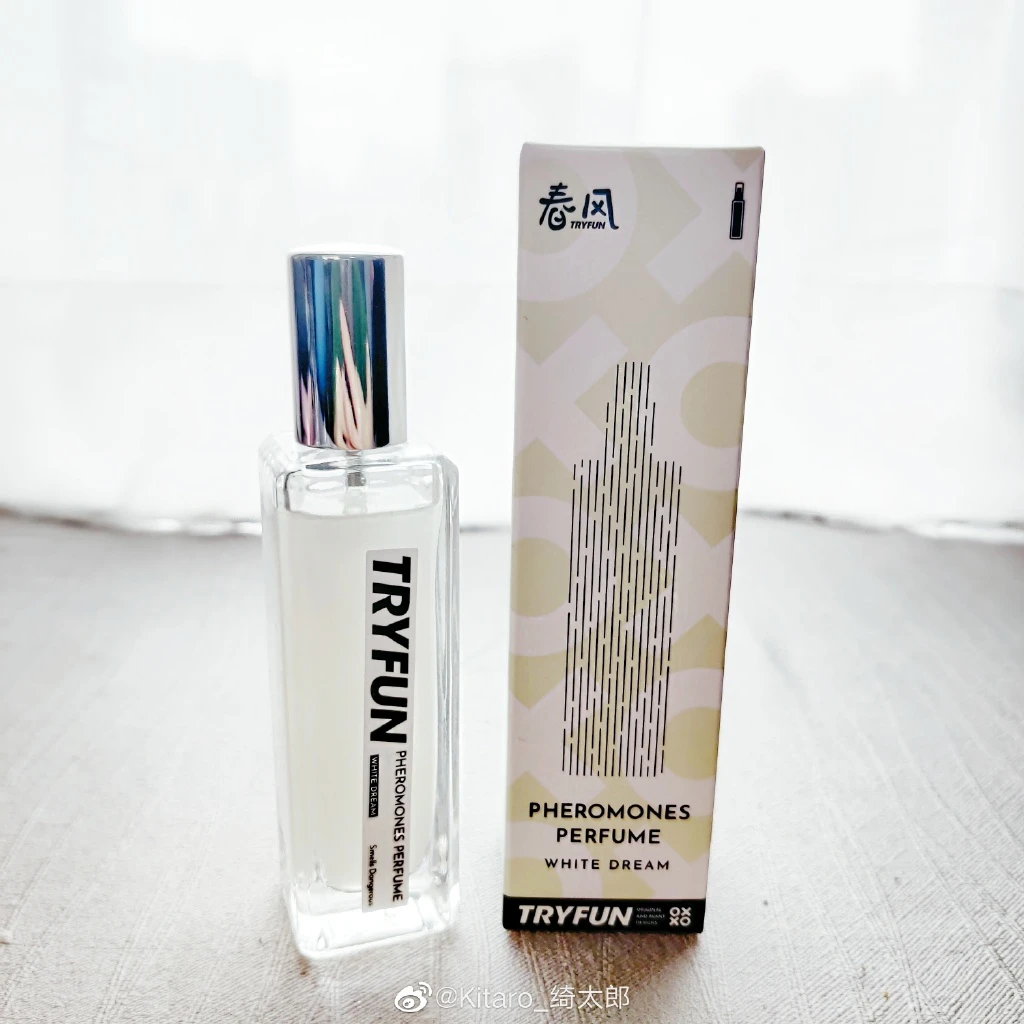 TRYFUN
PHEROMONES PERFUME
WHITE DREAM
Smells Dangerous
春风
TRYFUN
PHEROMONES
PERFUME
WHITE DREAM
TRYFUN
OX
XO
@Kitaro_绮太郎